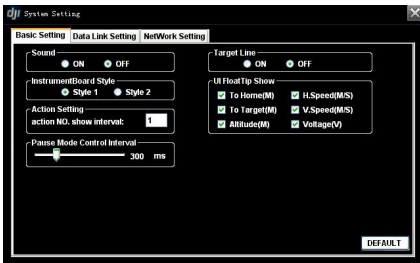 dji System Setting
Basic Setting Data Link Setting NetWork Setting
Sound
ON OFF
Target Line
ON OFF
InstrumentBoard Style
Style 1 Style 2
UI FloatTip Show
To Home(M) H.Speed(M/S)
To Target(M) V.Speed(M/S)
Altitude(M) Voltage(V)
Action Setting
action NO. show interval: 1
Pause Mode Control Interval
300 ms
DEFAULT